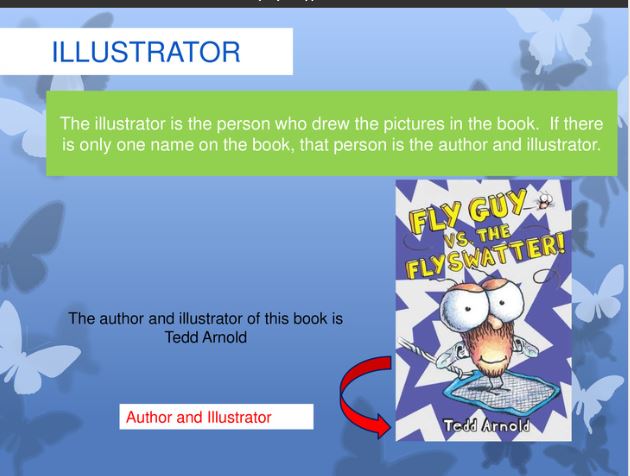 ILLUSTRATOR
The illustrator is the person who drew the pictures in the book. If there
is only one name on the book, that person is the author and illustrator.
FLY GUY
VS. THE
FLYSWATTER!
The author and illustrator of this book is
Tedd Arnold
Author and Illustrator
Tedd Arnold